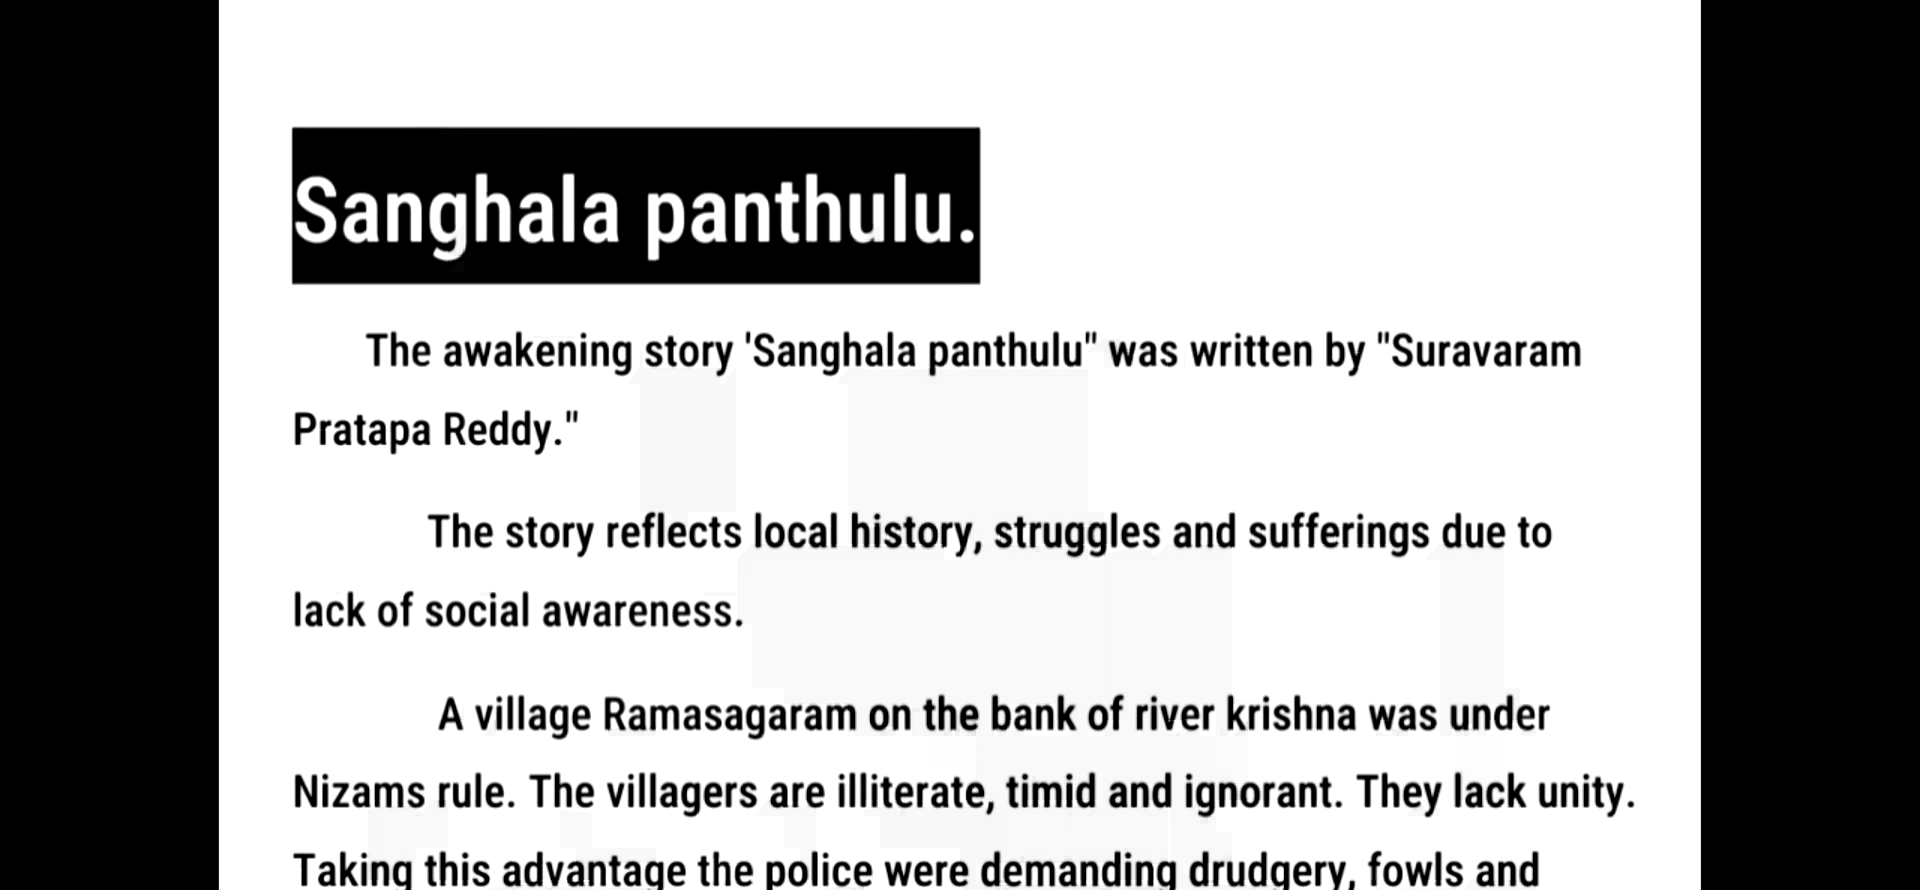 Sanghala panthulu.
The awakening story 'Sanghala panthulu" was written by "Suravaram
Pratapa Reddy."
The story reflects local history, struggles and sufferings due to
lack of social awareness.
A village Ramasagaram on the bank of river krishna was under
Nizams rule. The villagers are illiterate, timid and ignorant. They lack unity.
Taking this advantage the police were demanding drudgery, fowls and